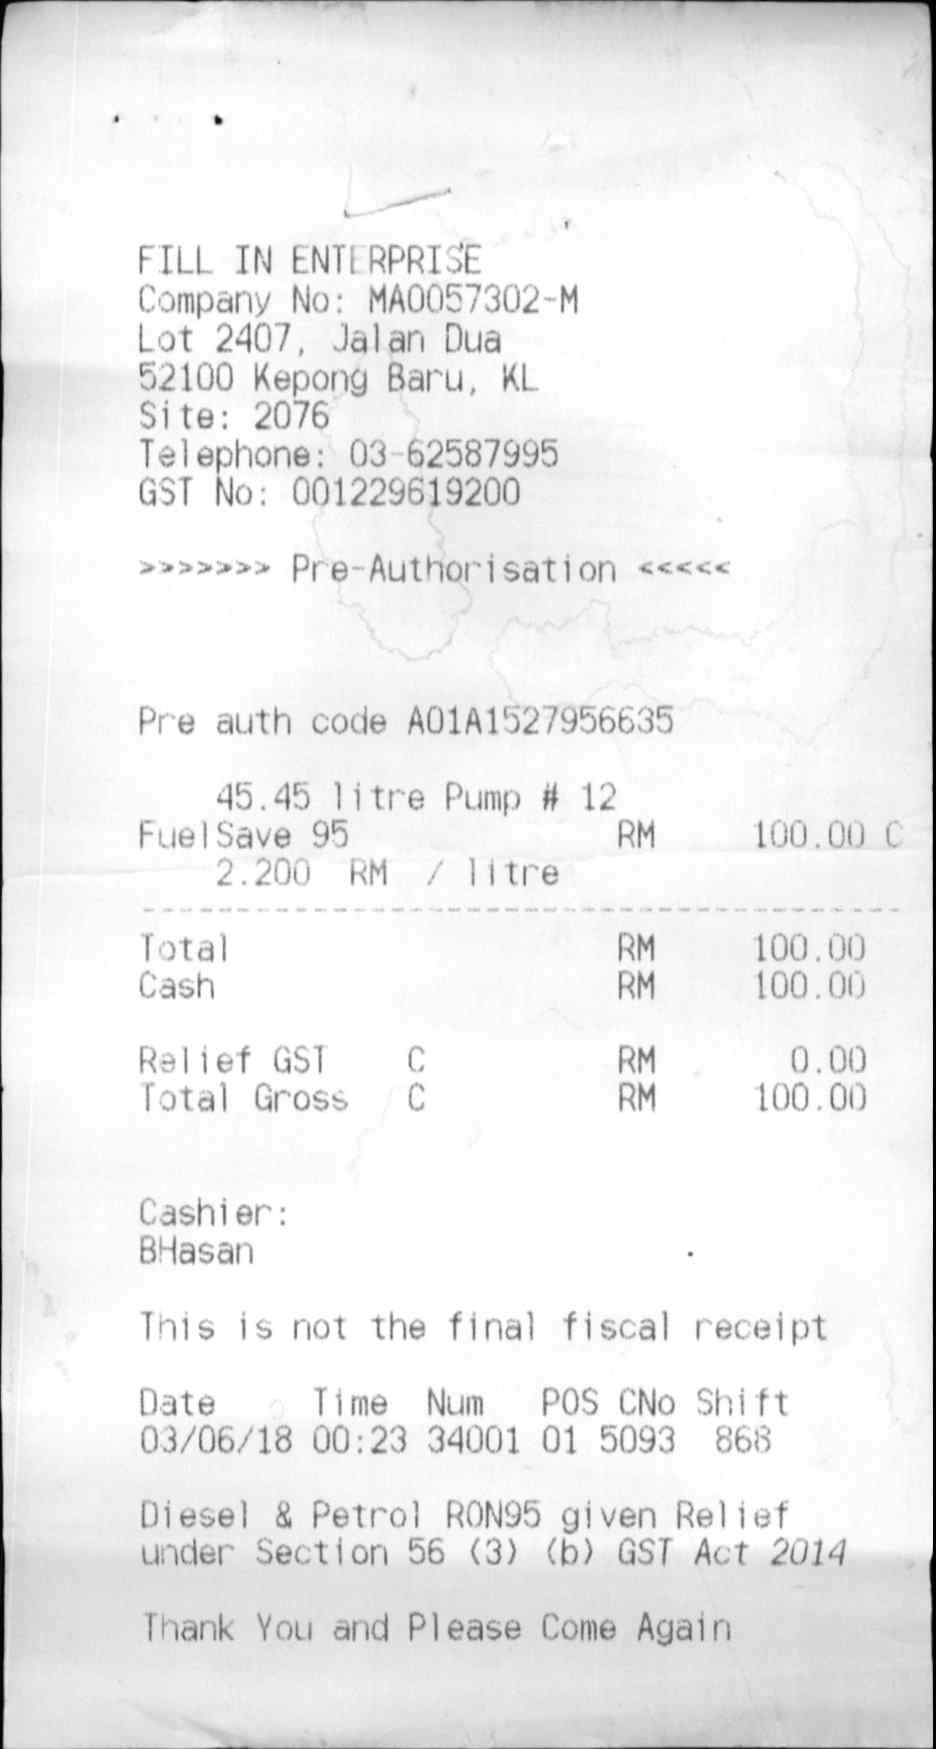 FILL IN ENTERPRISE
Company No: MA0057302-M
Lot 2407, Jalan Dua
52100 Kepong Baru, KL
Site: 2076
Telephone: 03-62587995
GST No: 001229619200
>>>>>>> Pre-Authorisation <<<<<
Pre auth code A01A1527956635
45.45 litre Pump # 12
FuelSave 95 RM 100.00 C
2.200 RM / litre
Total RM 100.00
Cash RM 100.00
Relief GST C RM 0.00
Total Gross C RM 100.00
Cashier:
BHasan
This is not the final fiscal receipt
Date Time Num POS CNo Shift
03/06/18 00:23 34001 01 5093 868
Diesel & Petrol RON95 given Relief
under Section 56 (3) (b) GST Act 2014
Thank You and Please Come Again